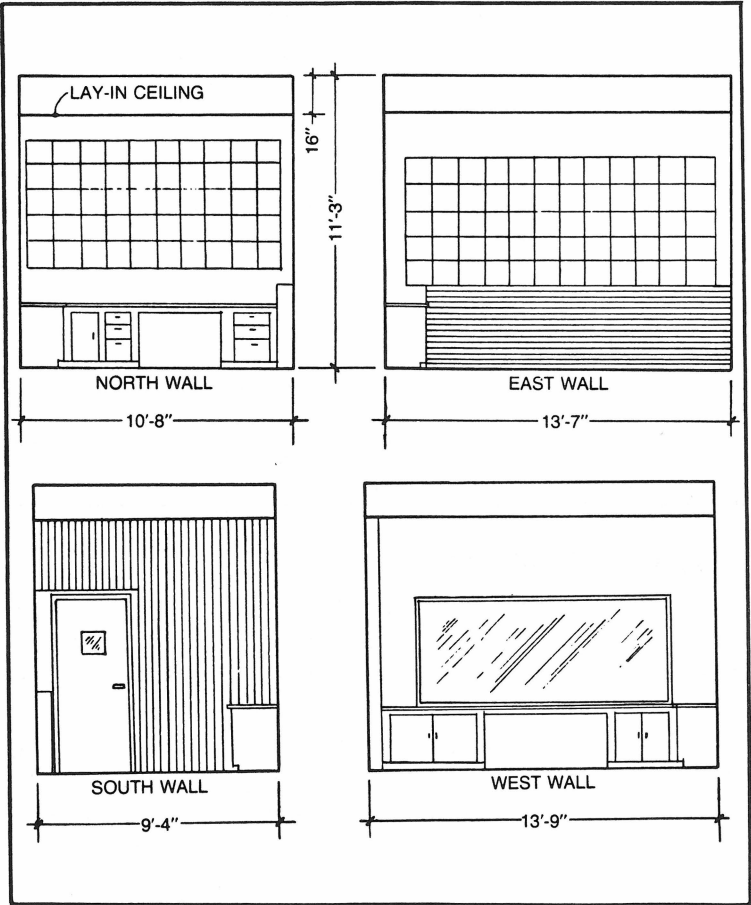 LAY-IN CEILING
16"
11'-3"
NORTH WALL
EAST WALL
10'-8"
13'-7"
SOUTH WALL
WEST WALL
9'-4"
13'-9"